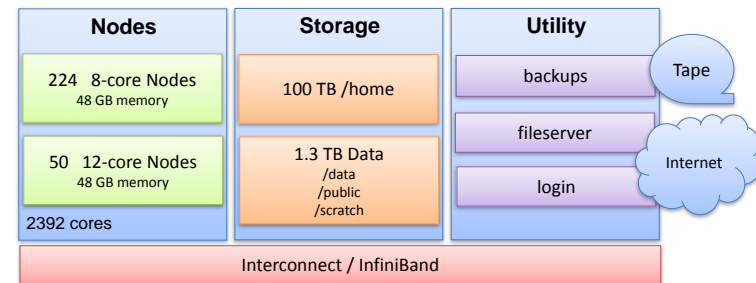 Nodes
224 8-core Nodes
48 GB memory
50 12-core Nodes
48 GB memory
2392 cores
Storage
100 TB /home
1.3 TB Data
/data
/public
/scratch
Utility
backups
fileserver
login
Tape
Internet
Interconnect / InfiniBand